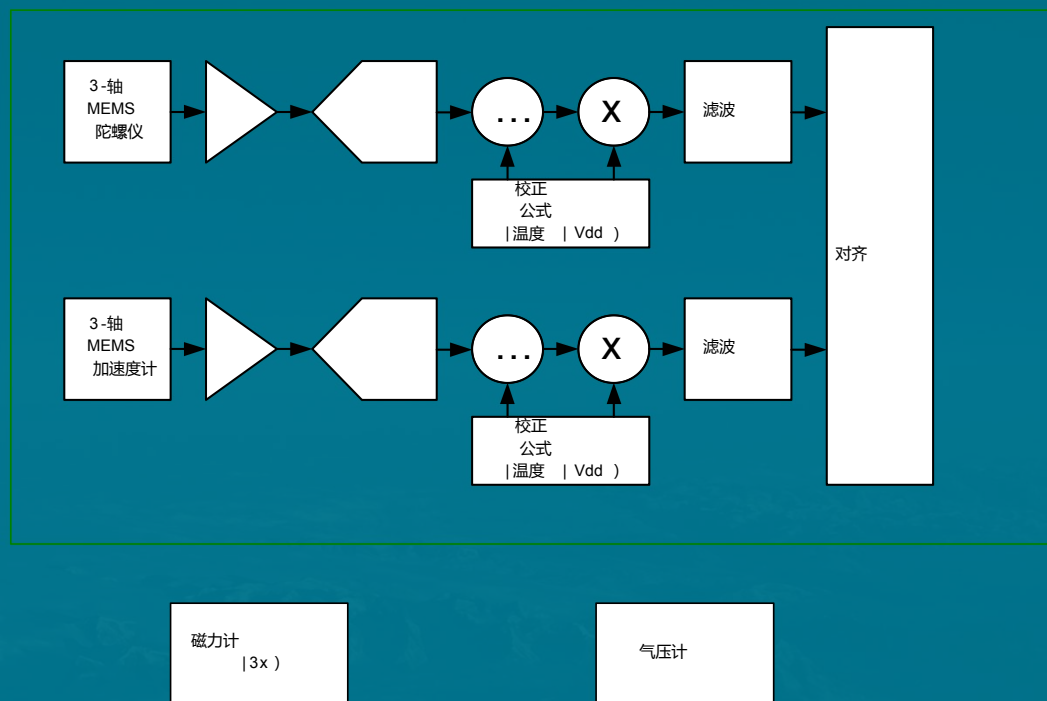 3-轴
MEMS
陀螺仪
...
X
滤波
校正
公式
|温度 | Vdd )
对齐
3-轴
MEMS
加速度计
...
X
滤波
校正
公式
|温度 | Vdd )
磁力计
|3x )
气压计